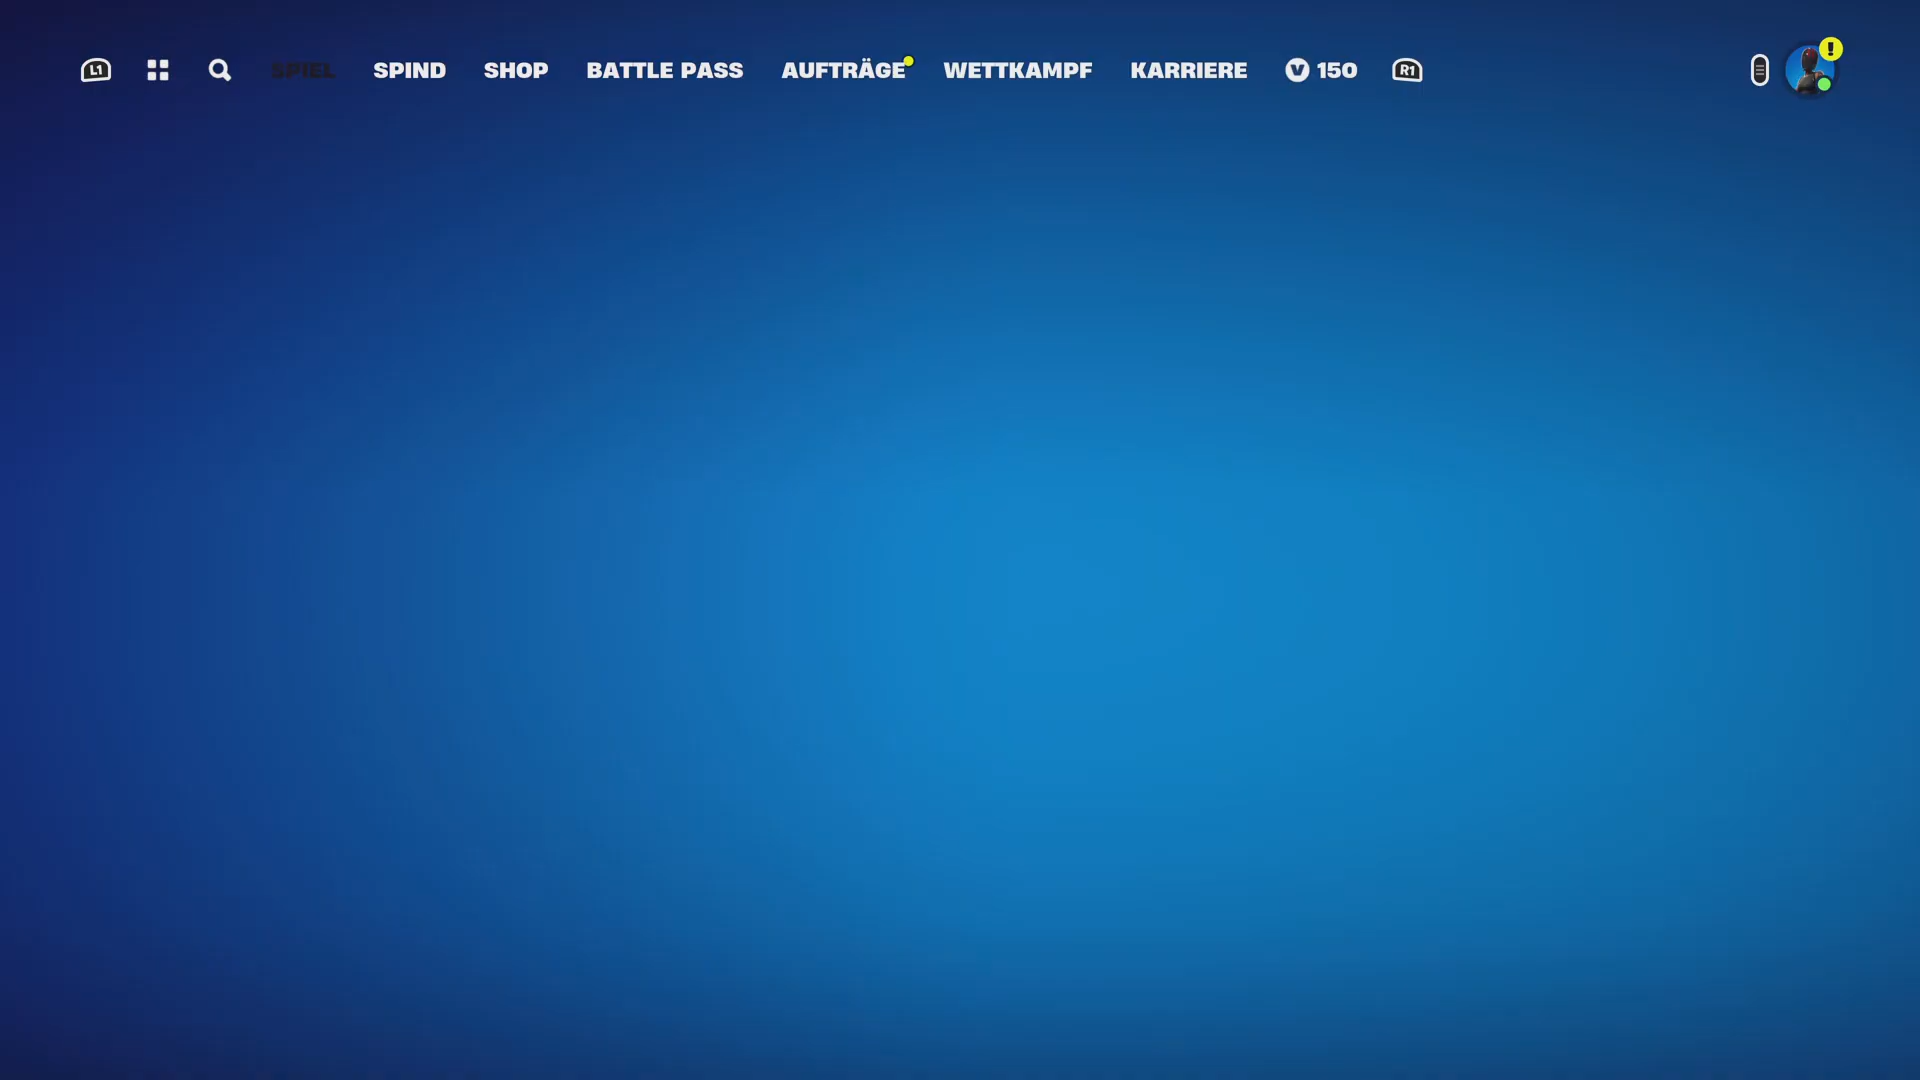 L1 SPIEL SPIND SHOP BATTLE PASS AUFTRÄGE WETTKAMPF KARRIERE V 150 R1 !